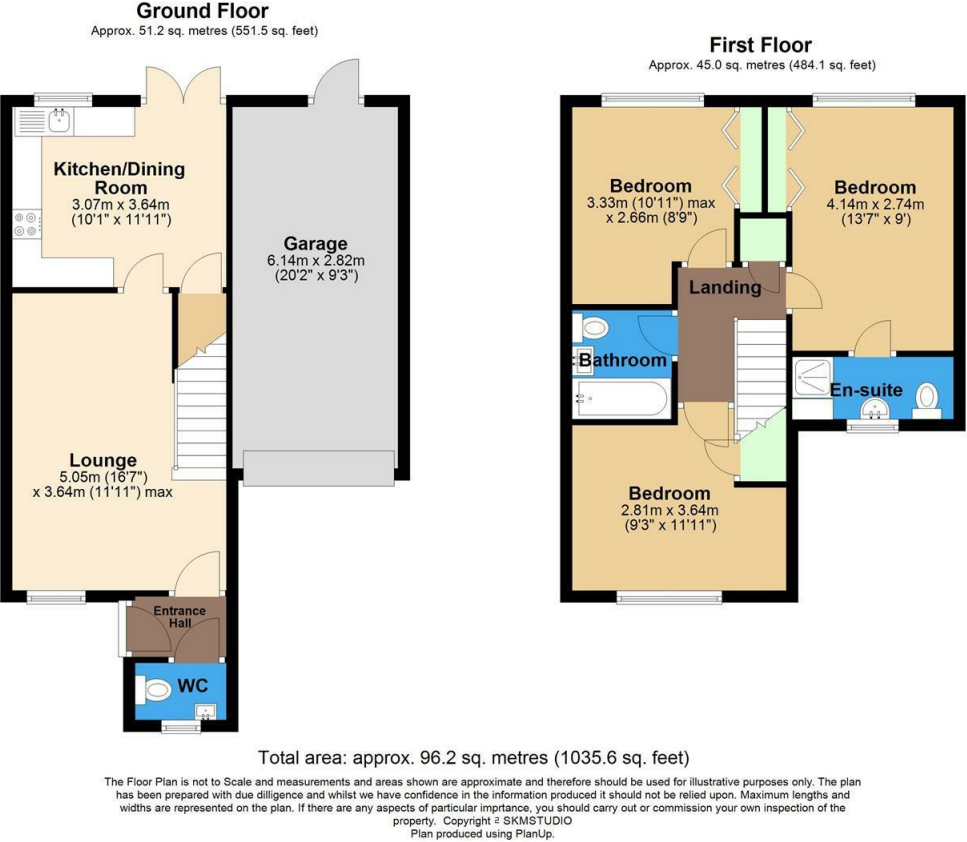 Ground Floor
Approx. 51.2 sq. metres (551.5 sq. feet)
Kitchen/Dining
Room
3.07m x 3.64m
(10'1" x 11'11")
Garage
6.14m x 2.82m
(20'2" x 9'3")
Lounge
5.05m (16'7")
x 3.64m (11'11") max
Entrance
Hall
WC
First Floor
Approx. 45.0 sq. metres (484.1 sq. feet)
Bedroom
3.33m (10'11") max
x 2.66m (8'9")
Bedroom
4.14m x 2.74m
(13'7" x 9')
Landing
Bathroom
En-suite
Bedroom
2.81m x 3.64m
(9'3" x 11'11")
Total area: approx. 96.2 sq. metres (1035.6 sq. feet)
The Floor Plan is not to Scale and measurements and areas shown are approximate and therefore should be used for illustrative purposes only. The plan
has been prepared with due dilligence and whilst we have confidence in the information produced it should not be relied upon. Maximum lengths and
widths are represented on the plan. If there are any aspects of particular imprtance, you should carry out or commission your own inspection of the
property. Copyright = SKMSTUDIO
Plan produced using PlanUp.